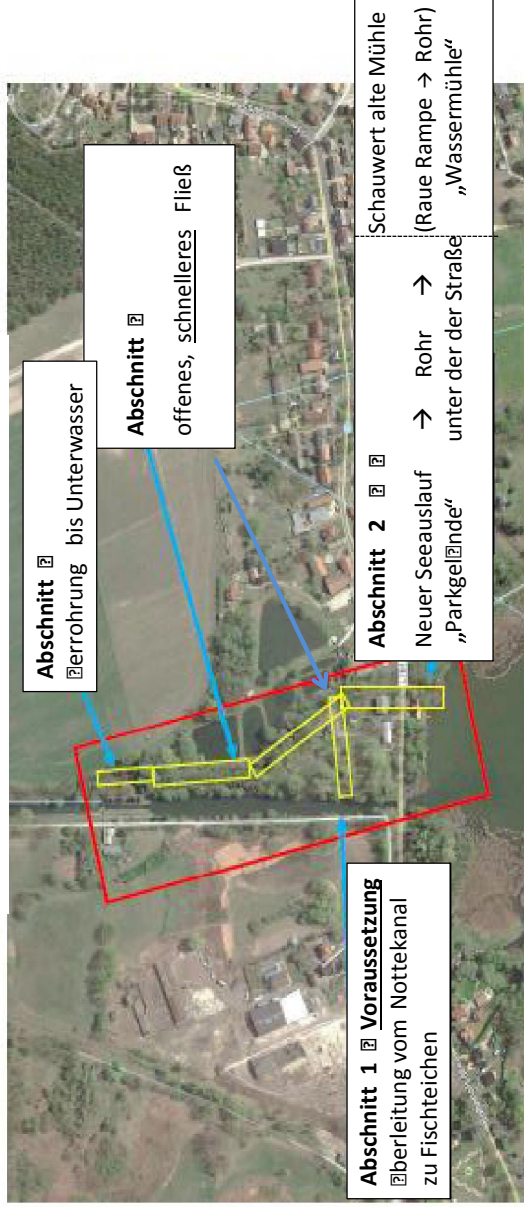 Abschnitt ⍰
⍰errohrung bis Unterwasser
Abschnitt ⍰
offenes, schnelleres Fließ
Abschnitt 1 ⍰ Voraussetzung
⍰berleitung vom Nottekanal
zu Fischteichen
Abschnitt 2 ⍰ ⍰
Neuer Seeauslauf → Rohr →
„Parkgel⍰nde“ unter der der Straße
Schauwert alte Mühle
(Raue Rampe → Rohr)
„Wassermühle“